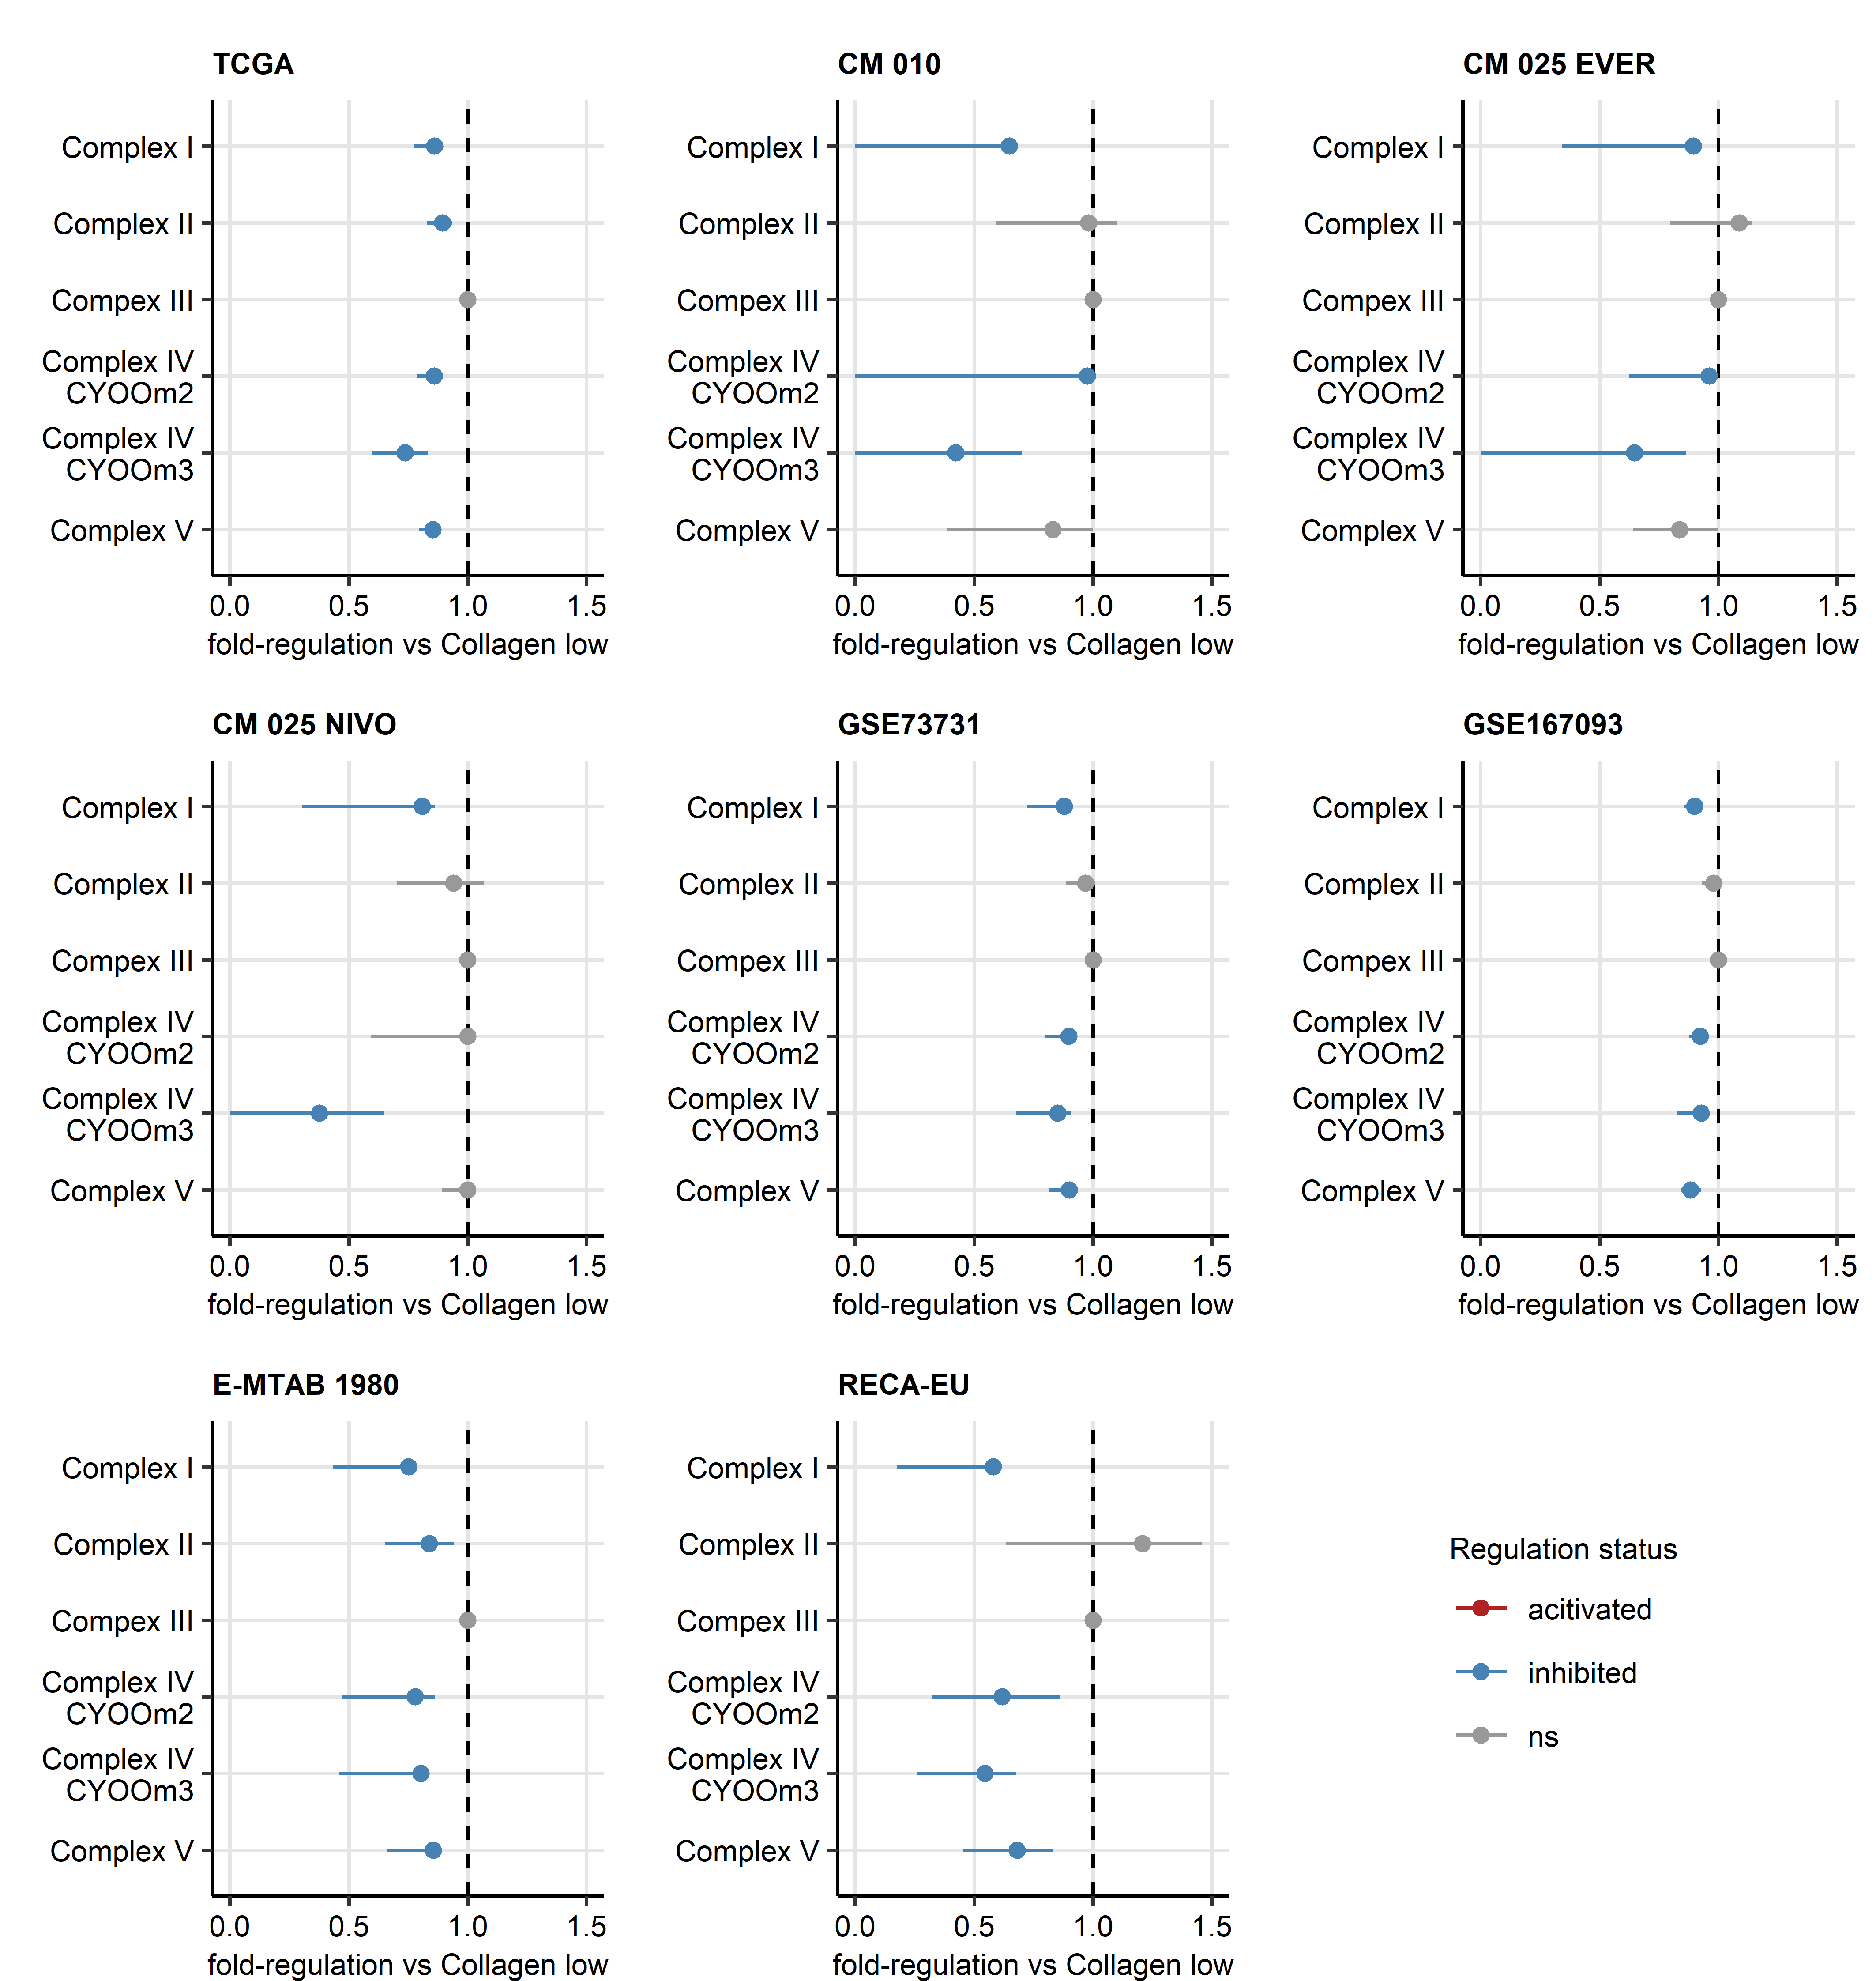 TCGA
Complex I
Complex II
Compex III
Complex IV
CYOOm2
Complex IV
CYOOm3
Complex V
0.0 0.5 1.0 1.5
fold-regulation vs Collagen low
CM 010
Complex I
Complex II
Compex III
Complex IV
CYOOm2
Complex IV
CYOOm3
Complex V
0.0 0.5 1.0 1.5
fold-regulation vs Collagen low
CM 025 EVER
Complex I
Complex II
Compex III
Complex IV
CYOOm2
Complex IV
CYOOm3
Complex V
0.0 0.5 1.0 1.5
fold-regulation vs Collagen low
CM 025 NIVO
Complex I
Complex II
Compex III
Complex IV
CYOOm2
Complex IV
CYOOm3
Complex V
0.0 0.5 1.0 1.5
fold-regulation vs Collagen low
GSE73731
Complex I
Complex II
Compex III
Complex IV
CYOOm2
Complex IV
CYOOm3
Complex V
0.0 0.5 1.0 1.5
fold-regulation vs Collagen low
GSE167093
Complex I
Complex II
Compex III
Complex IV
CYOOm2
Complex IV
CYOOm3
Complex V
0.0 0.5 1.0 1.5
fold-regulation vs Collagen low
E-MTAB 1980
Complex I
Complex II
Compex III
Complex IV
CYOOm2
Complex IV
CYOOm3
Complex V
0.0 0.5 1.0 1.5
fold-regulation vs Collagen low
RECA-EU
Complex I
Complex II
Compex III
Complex IV
CYOOm2
Complex IV
CYOOm3
Complex V
0.0 0.5 1.0 1.5
fold-regulation vs Collagen low
Regulation status
acitivated
inhibited
ns